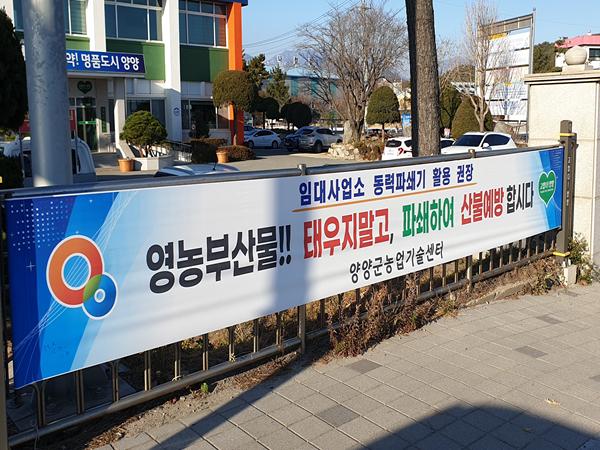 약! 명품도시 양양
임대사업소 동력파쇄기 활용 권장
영농부산물!! 태우지말고, 파쇄하여 산불예방 합시다
양양군농업기술센터